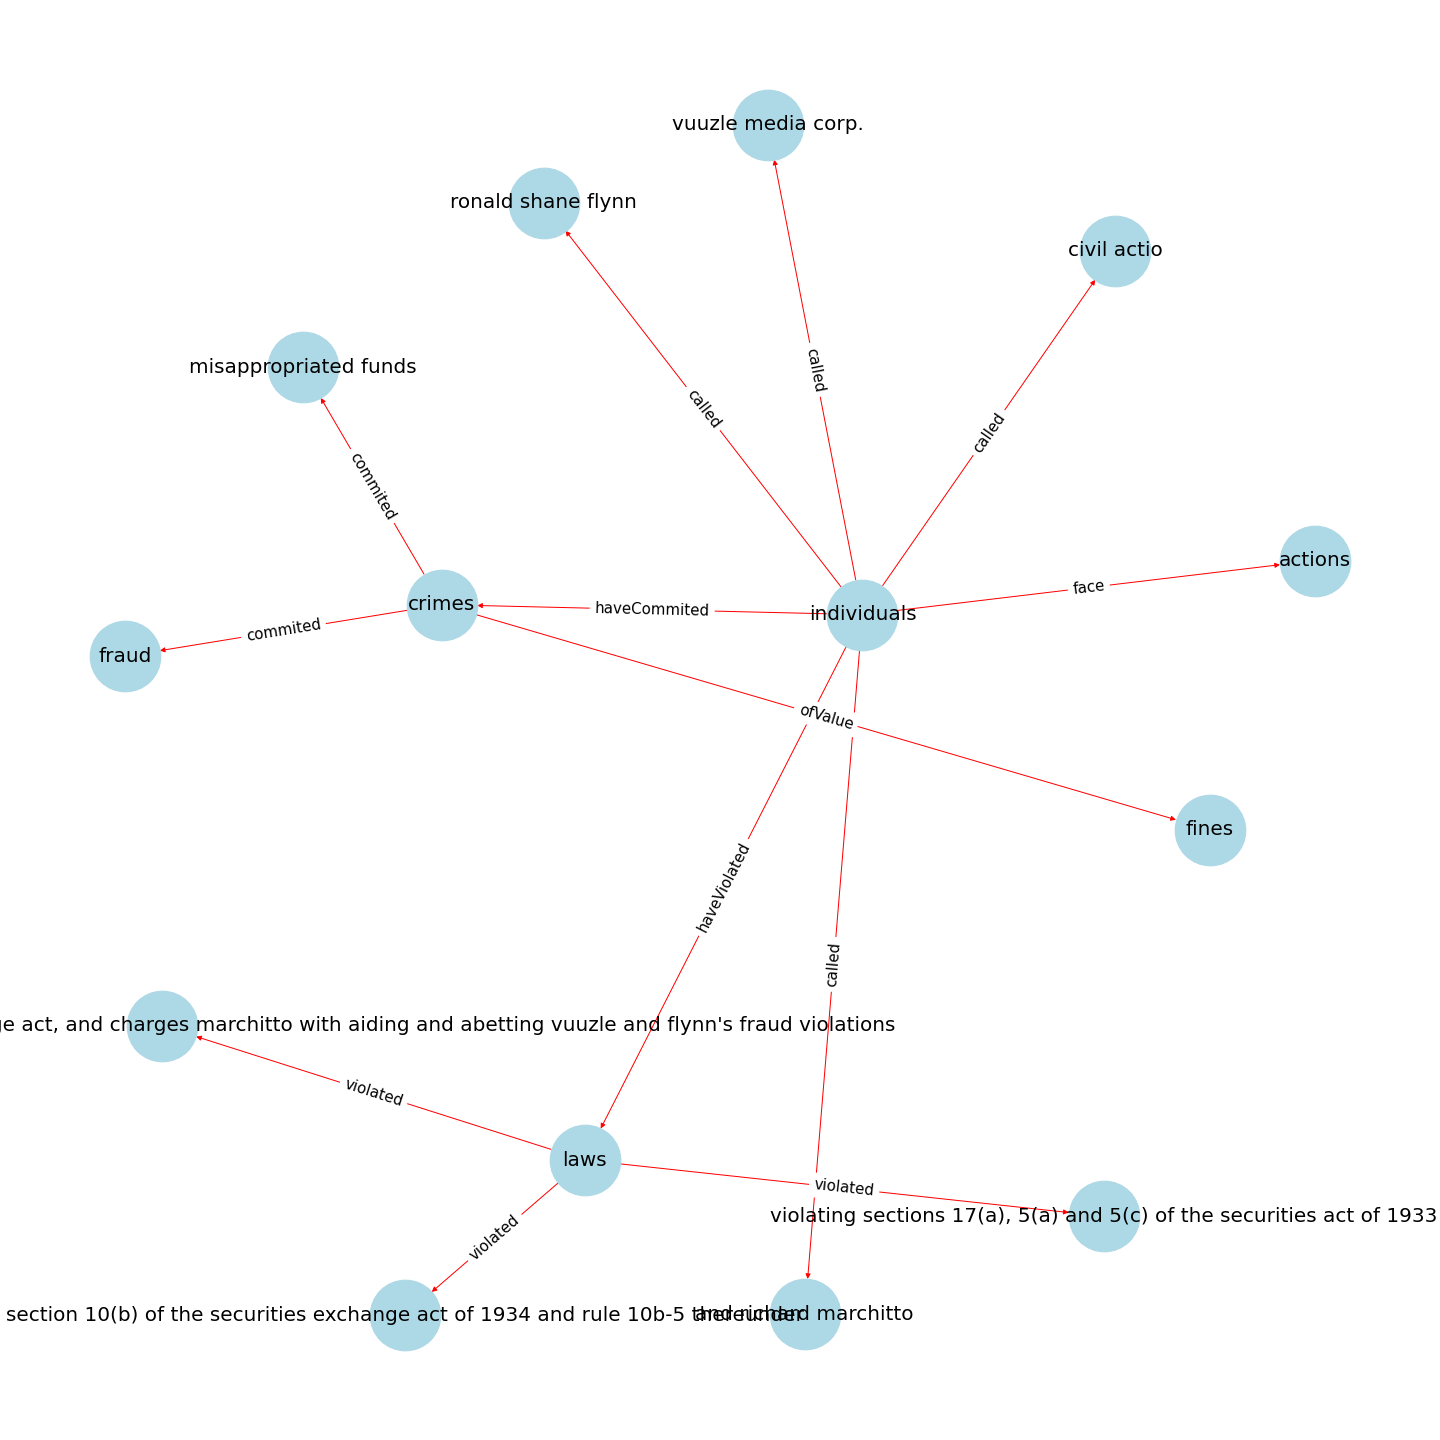 vuuzle media corp.
ronald shane flynn
civil actio
called
misappropriated funds
called
called
commited
actions
face
crimes
haveCommited
individuals
commited
fraud
ofValue
fines
haveViolated
called
ge act, and charges marchitto with aiding and abetting vuuzle and flynn's fraud violations
violated
laws
violated
violating sections 17(a), 5(a) and 5(c) of the securities act of 1933
violated
section 10(b) of the securities exchange act of 1934 and rule 10b-5 thereunder
and richard marchitto